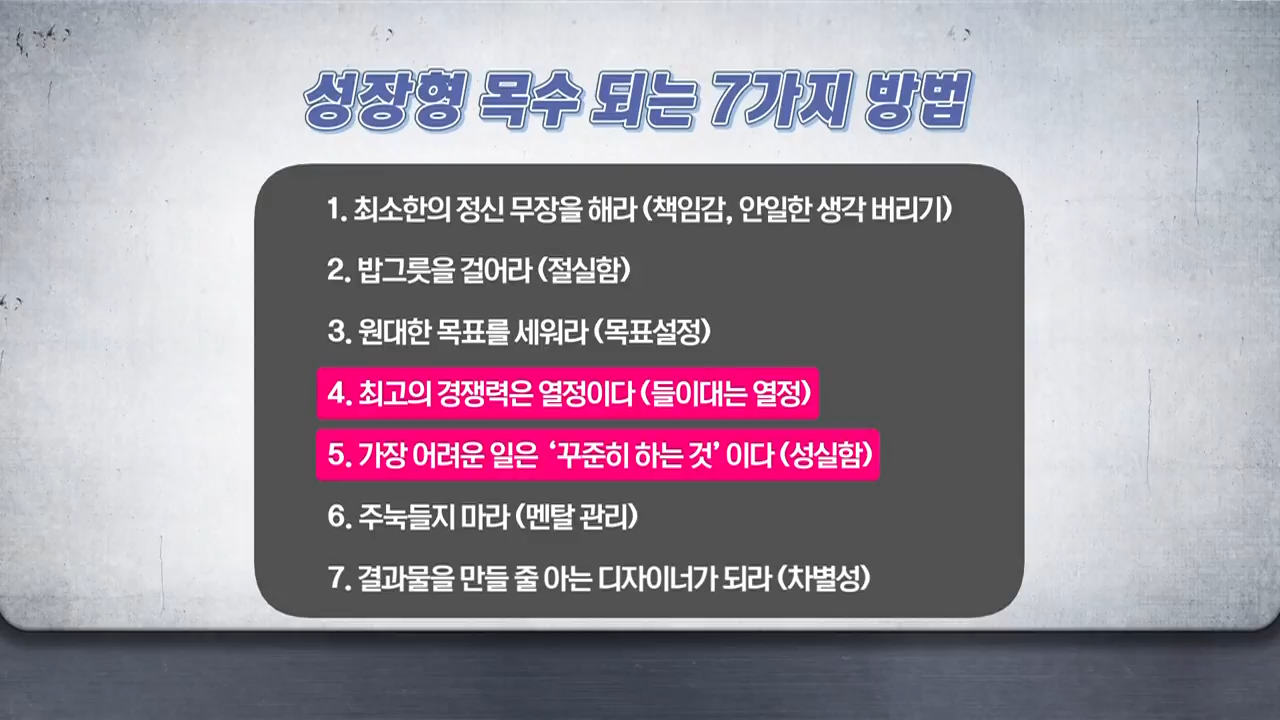 성장형 목수 되는 7가지 방법
1. 최소한의 정신 무장을 해라 (책임감, 안일한 생각 버리기)
2. 밥그릇을 걸어라 (절실함)
3. 원대한 목표를 세워라 (목표설정)
4. 최고의 경쟁력은 열정이다 (들이대는 열정)
5. 가장 어려운 일은 ‘꾸준히 하는 것’ 이다 (성실함)
6. 주눅들지 마라 (멘탈 관리)
7. 결과물을 만들 줄 아는 디자이너가 되라 (차별성)